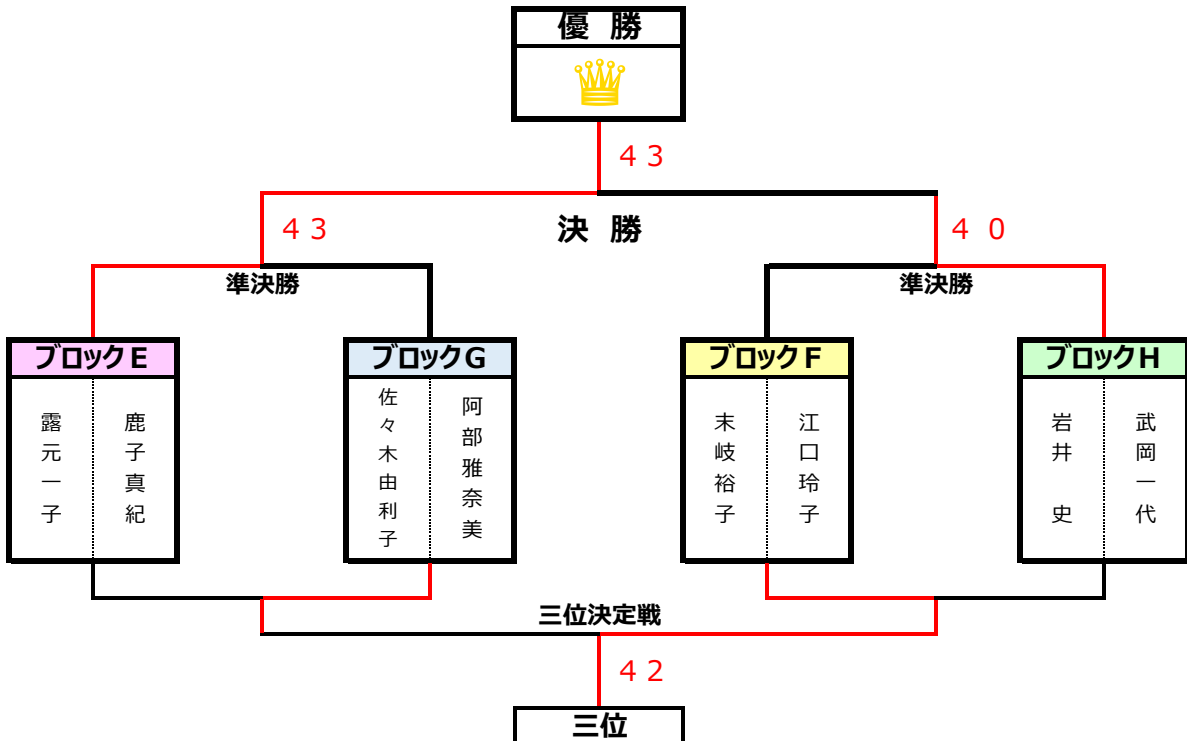 優 勝
４３
４３
決 勝
４ ０
準決勝
準決勝
ブロックE
ブロックG
ブロックF
ブロックH
露元一子
鹿子真紀
佐々木由利子
阿部雅奈美
末岐裕子
江口玲子
岩井 史
武岡一代
三位決定戦
４２
三位